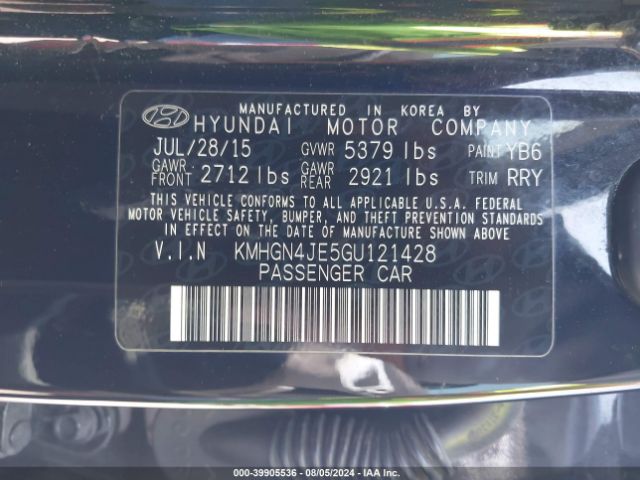 MANUFACTURED IN KOREA BY
HYUNDAI MOTOR COMPANY
JUL/28/15 GVWR 5379 lbs PAINT YB6
GAWR FRONT 2712 lbs GAWR REAR 2921 lbs TRIM RRY
THIS VEHICLE CONFORMS TO ALL APPLICABLE U.S.A. FEDERAL
MOTOR VEHICLE SAFETY, BUMPER, AND THEFT PREVENTION STANDARDS
IN EFFECT ON THE DATE OF MANUFACTURE SHOWN ABOVE
V.I.N KMHGN4JE5GU121428
PASSENGER CAR
000-39905536 - 08/05/2024 - IAA Inc.